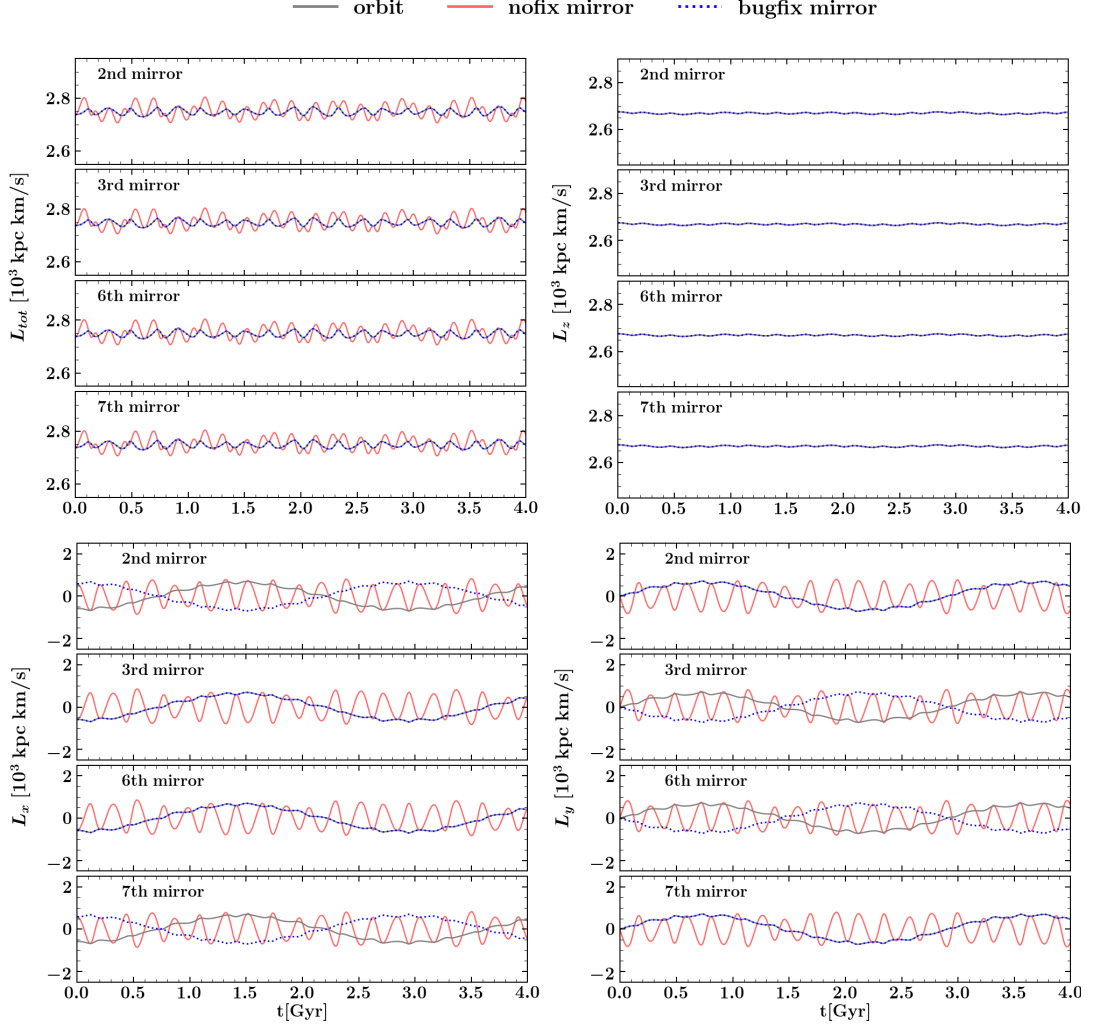 orbit nofix mirror bugfix mirror
2nd mirror
2.8
2.6
3rd mirror
2.8
2.6
6th mirror
2.8
2.6
7th mirror
2.8
2.6
0.0 0.5 1.0 1.5 2.0 2.5 3.0 3.5 4.0
L_tot [10³ kpc km/s]
2nd mirror
2.8
2.6
3rd mirror
2.8
2.6
6th mirror
2.8
2.6
7th mirror
2.8
2.6
0.0 0.5 1.0 1.5 2.0 2.5 3.0 3.5 4.0
L_z [10³ kpc km/s]
2nd mirror
2
0
−2
3rd mirror
2
0
−2
6th mirror
2
0
−2
7th mirror
2
0
−2
0.0 0.5 1.0 1.5 2.0 2.5 3.0 3.5 4.0
t[Gyr]
L_x [10³ kpc km/s]
2nd mirror
2
0
−2
3rd mirror
2
0
−2
6th mirror
2
0
−2
7th mirror
2
0
−2
0.0 0.5 1.0 1.5 2.0 2.5 3.0 3.5 4.0
t[Gyr]
L_y [10³ kpc km/s]